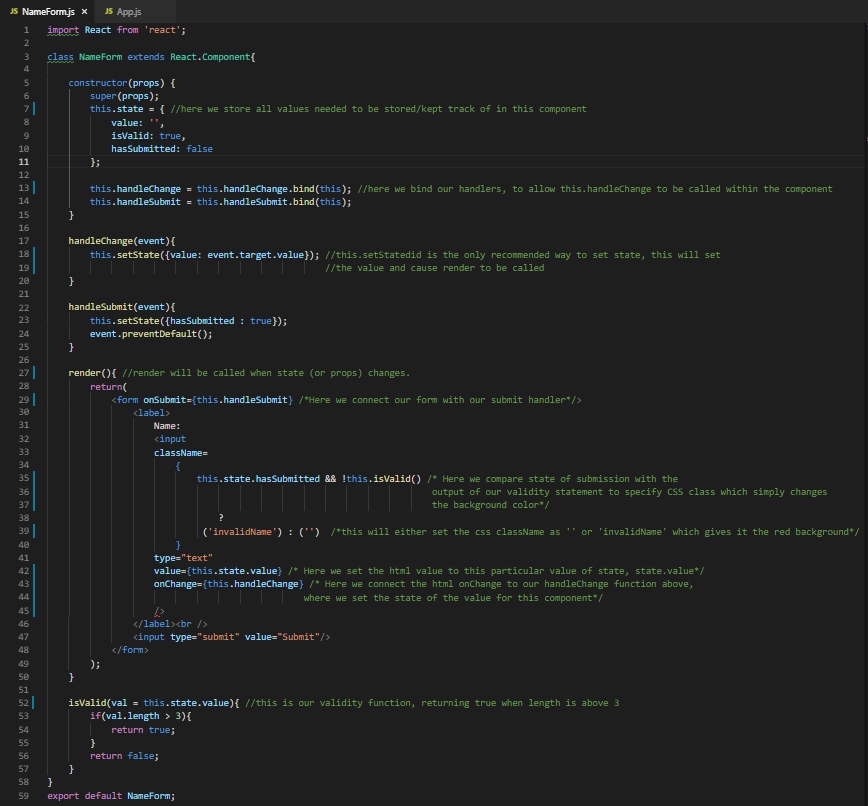 JS NameForm.js × JS App.js
1 import React from 'react';
2
3 class NameForm extends React.Component{
4
5 constructor(props) {
6 super(props);
7 this.state = { //here we store all values needed to be stored/kept track of in this component
8 value: '',
9 isValid: true,
10 hasSubmitted: false
11 };
12
13 this.handleChange = this.handleChange.bind(this); //here we bind our handlers, to allow this.handleChange to be called within the component
14 this.handleSubmit = this.handleSubmit.bind(this);
15 }
16
17 handleChange(event){
18 this.setState({value: event.target.value}); //this.setStatedid is the only recommended way to set state, this will set
19 //the value and cause render to be called
20 }
21
22 handleSubmit(event){
23 this.setState({hasSubmitted : true});
24 event.preventDefault();
25 }
26
27 render(){ //render will be called when state (or props) changes.
28 return(
29 <form onSubmit={this.handleSubmit} /*Here we connect our form with our submit handler*/>
30 <label>
31 Name:
32 <input
33 className=
34 {
35 this.state.hasSubmitted && !this.isValid() /* Here we compare state of submission with the
36 output of our validity statement to specify CSS class which simply changes
37 the background color*/
38 ?
39 ('invalidName') : ('') /*this will either set the css className as '' or 'invalidName' which gives it the red background*/
40 }
41 type="text"
42 value={this.state.value} /* Here we set the html value to this particular value of state, state.value*/
43 onChange={this.handleChange} /* Here we connect the html onChange to our handleChange function above,
44 where we set the state of the value for this component*/
45 />
46 </label><br />
47 <input type="submit" value="Submit"/>
48 </form>
49 );
50 }
51
52 isValid(val = this.state.value){ //this is our validity function, returning true when length is above 3
53 if(val.length > 3){
54 return true;
55 }
56 return false;
57 }
58 }
59 export default NameForm;